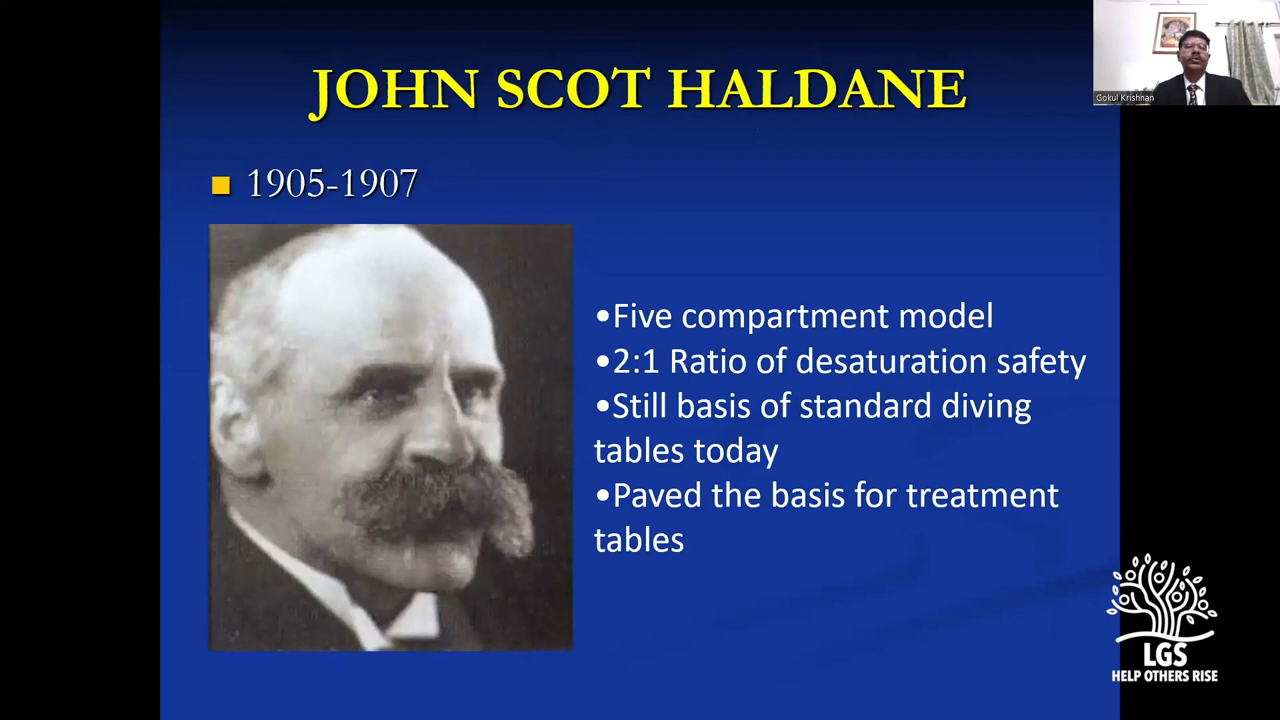 JOHN SCOT HALDANE
Gokul Krishnan
1905-1907
•Five compartment model
•2:1 Ratio of desaturation safety
•Still basis of standard diving
tables today
•Paved the basis for treatment
tables
LGS
HELP OTHERS RISE